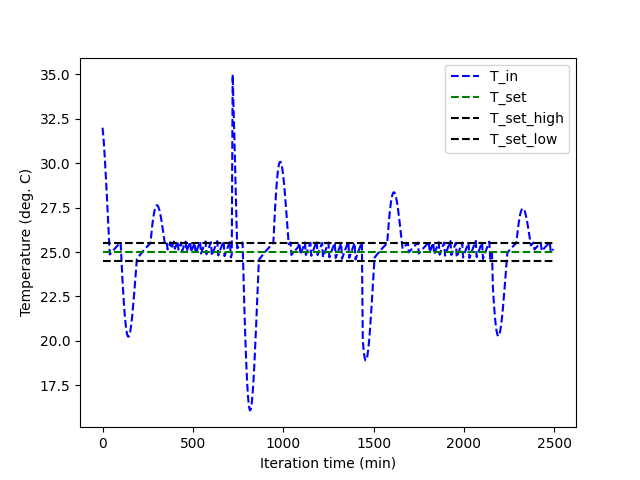 35.0
32.5
30.0
27.5
25.0
22.5
20.0
17.5
Temperature (deg. C)
T_in
T_set
T_set_high
T_set_low
0 500 1000 1500 2000 2500
Iteration time (min)